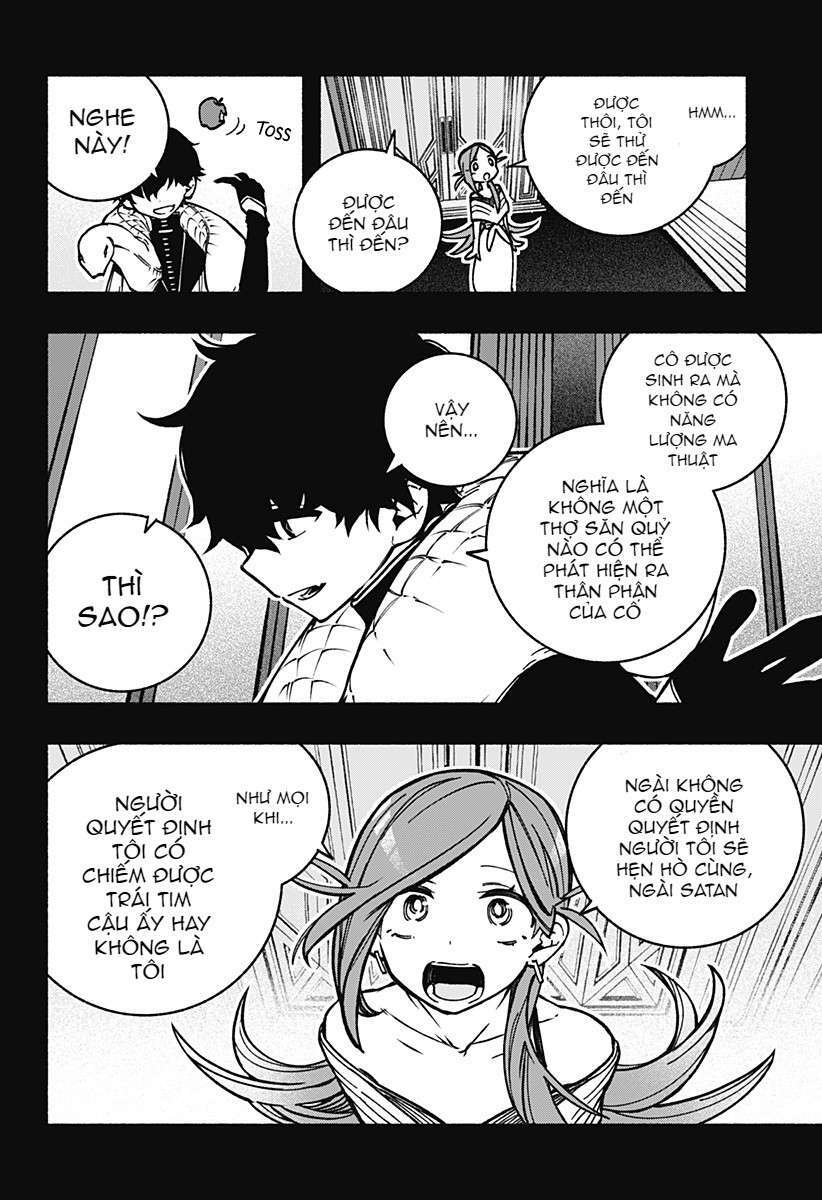 HMM...
ĐƯỢC
THÔI, TÔI
SẼ THỬ
ĐƯỢC ĐẾN
ĐÂU THÌ
ĐẾN
ĐƯỢC
ĐẾN ĐÂU
THÌ ĐẾN?
TOSS
NGHE
NÀY!
CÔ ĐƯỢC
SINH RA MÀ
KHÔNG CÓ
NĂNG
LƯỢNG MA
THUẬT
NGHĨA LÀ
KHÔNG MỘT
THỢ SĂN QUỶ
NÀO CÓ THỂ
PHÁT HIỆN RA
THÂN PHẬN
CỦA CÔ
VẬY
NÊN...
THÌ
SAO!?
NGÀI KHÔNG
CÓ QUYỀN
QUYẾT ĐỊNH
NGƯỜI TÔI SẼ
HẸN HÒ CÙNG,
NGÀI SATAN
NHƯ MỌI
KHI...
NGƯỜI
QUYẾT ĐỊNH
TÔI CÓ
CHIẾM ĐƯỢC
TRÁI TIM
CẬU ẤY HAY
KHÔNG LÀ
TÔI